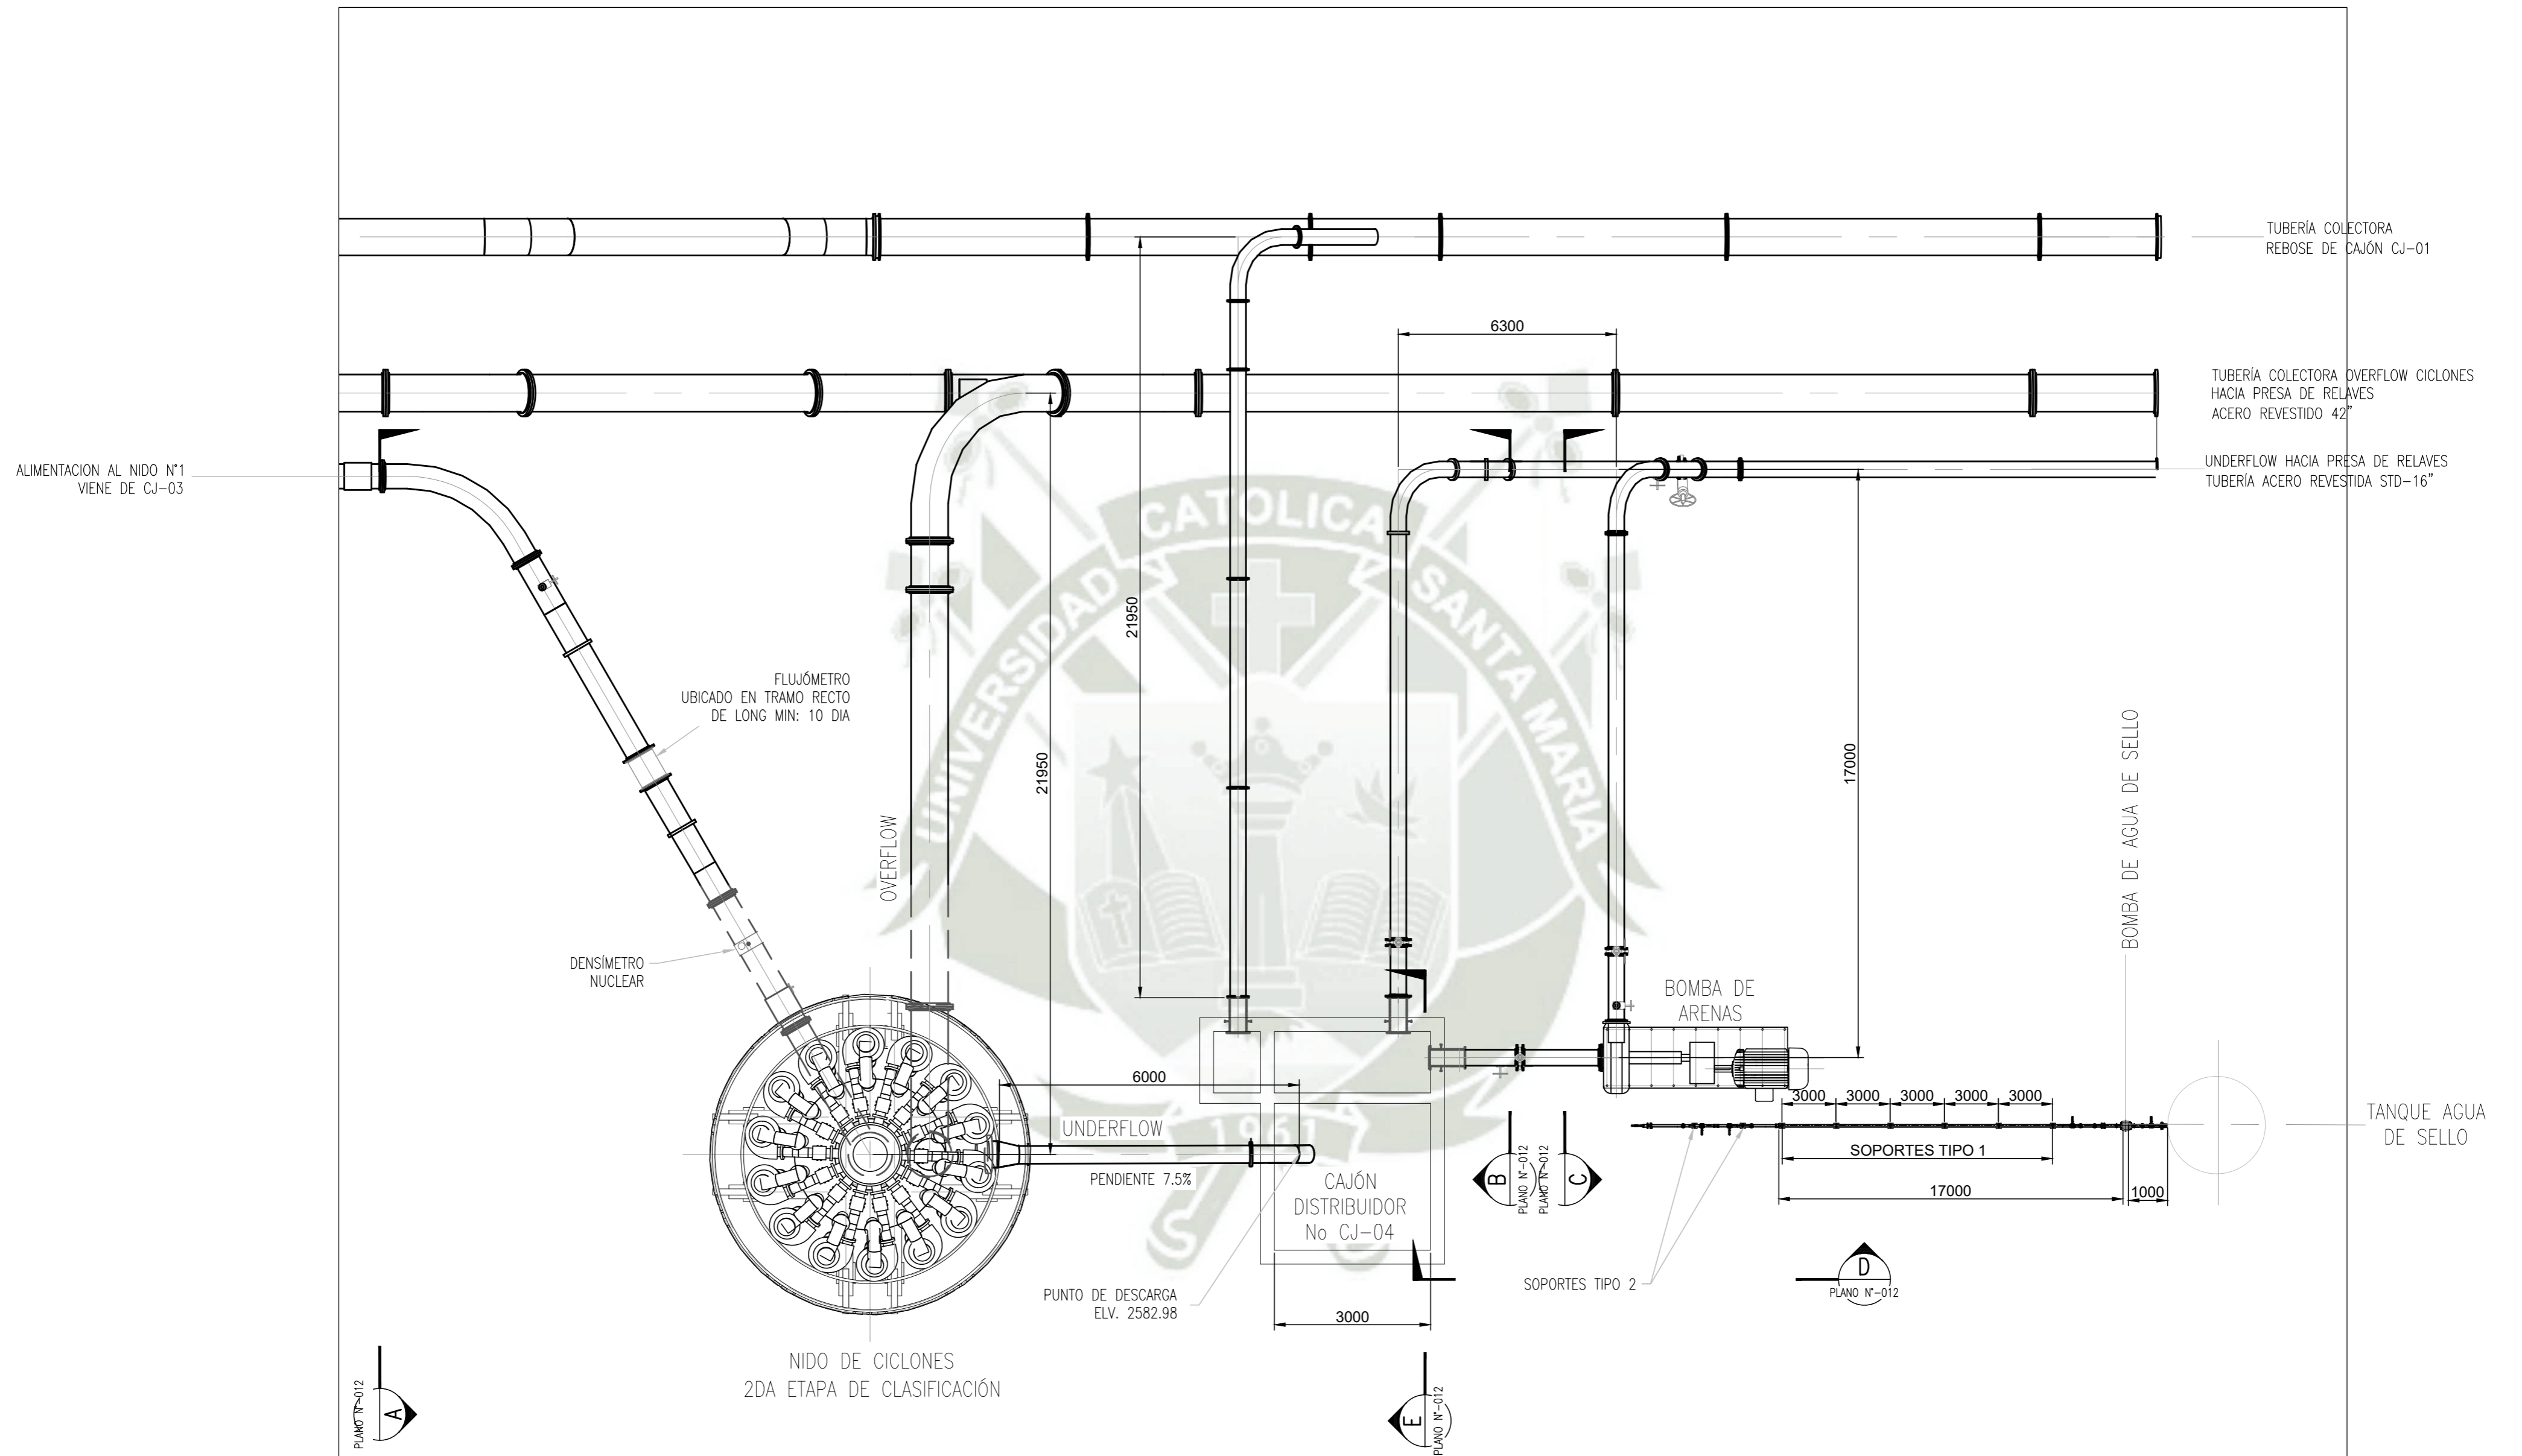 TUBERÍA COLECTORA
REBOSE DE CAJÓN CJ-01
6300
TUBERÍA COLECTORA OVERFLOW CICLONES
HACIA PRESA DE RELAVES
ACERO REVESTIDO 42"
ALIMENTACION AL NIDO N°1
VIENE DE CJ-03
UNDERFLOW HACIA PRESA DE RELAVES
TUBERÍA ACERO REVESTIDA STD-16"
UNIVERSIDAD CATOLICA SANTA MARIA
1961
21950
FLUJÓMETRO
UBICADO EN TRAMO RECTO
DE LONG MIN: 10 DIA
21950
17000
OVERFLOW
BOMBA DE AGUA DE SELLO
DENSÍMETRO
NUCLEAR
BOMBA DE
ARENAS
6000
3000
3000
3000
3000
3000
TANQUE AGUA
DE SELLO
UNDERFLOW
SOPORTES TIPO 1
PENDIENTE 7.5%
CAJÓN
DISTRIBUIDOR
No CJ-04
B
PLANO N°-012
PLANO N°-012
C
17000
1000
PUNTO DE DESCARGA
ELV. 2582.98
SOPORTES TIPO 2
D
PLANO N°-012
3000
NIDO DE CICLONES
2DA ETAPA DE CLASIFICACIÓN
PLANO N°-012
A
E
PLANO N°-012